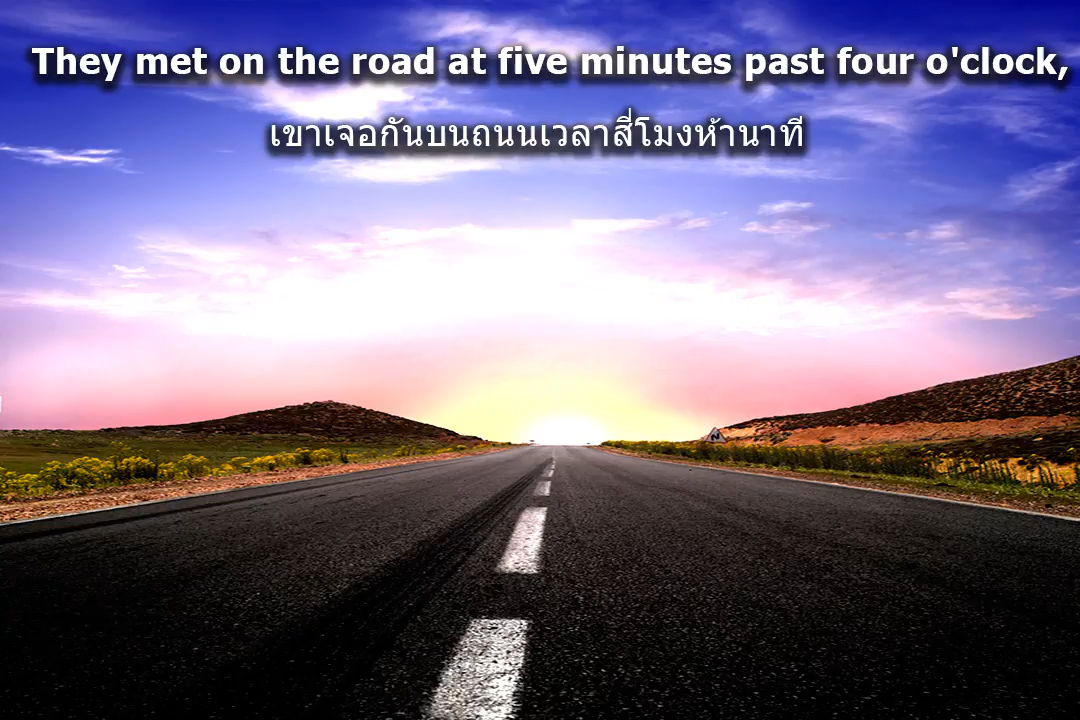 They met on the road at five minutes past four o'clock,
เขาเจอกันบนถนนเวลาสี่โมงห้านาที